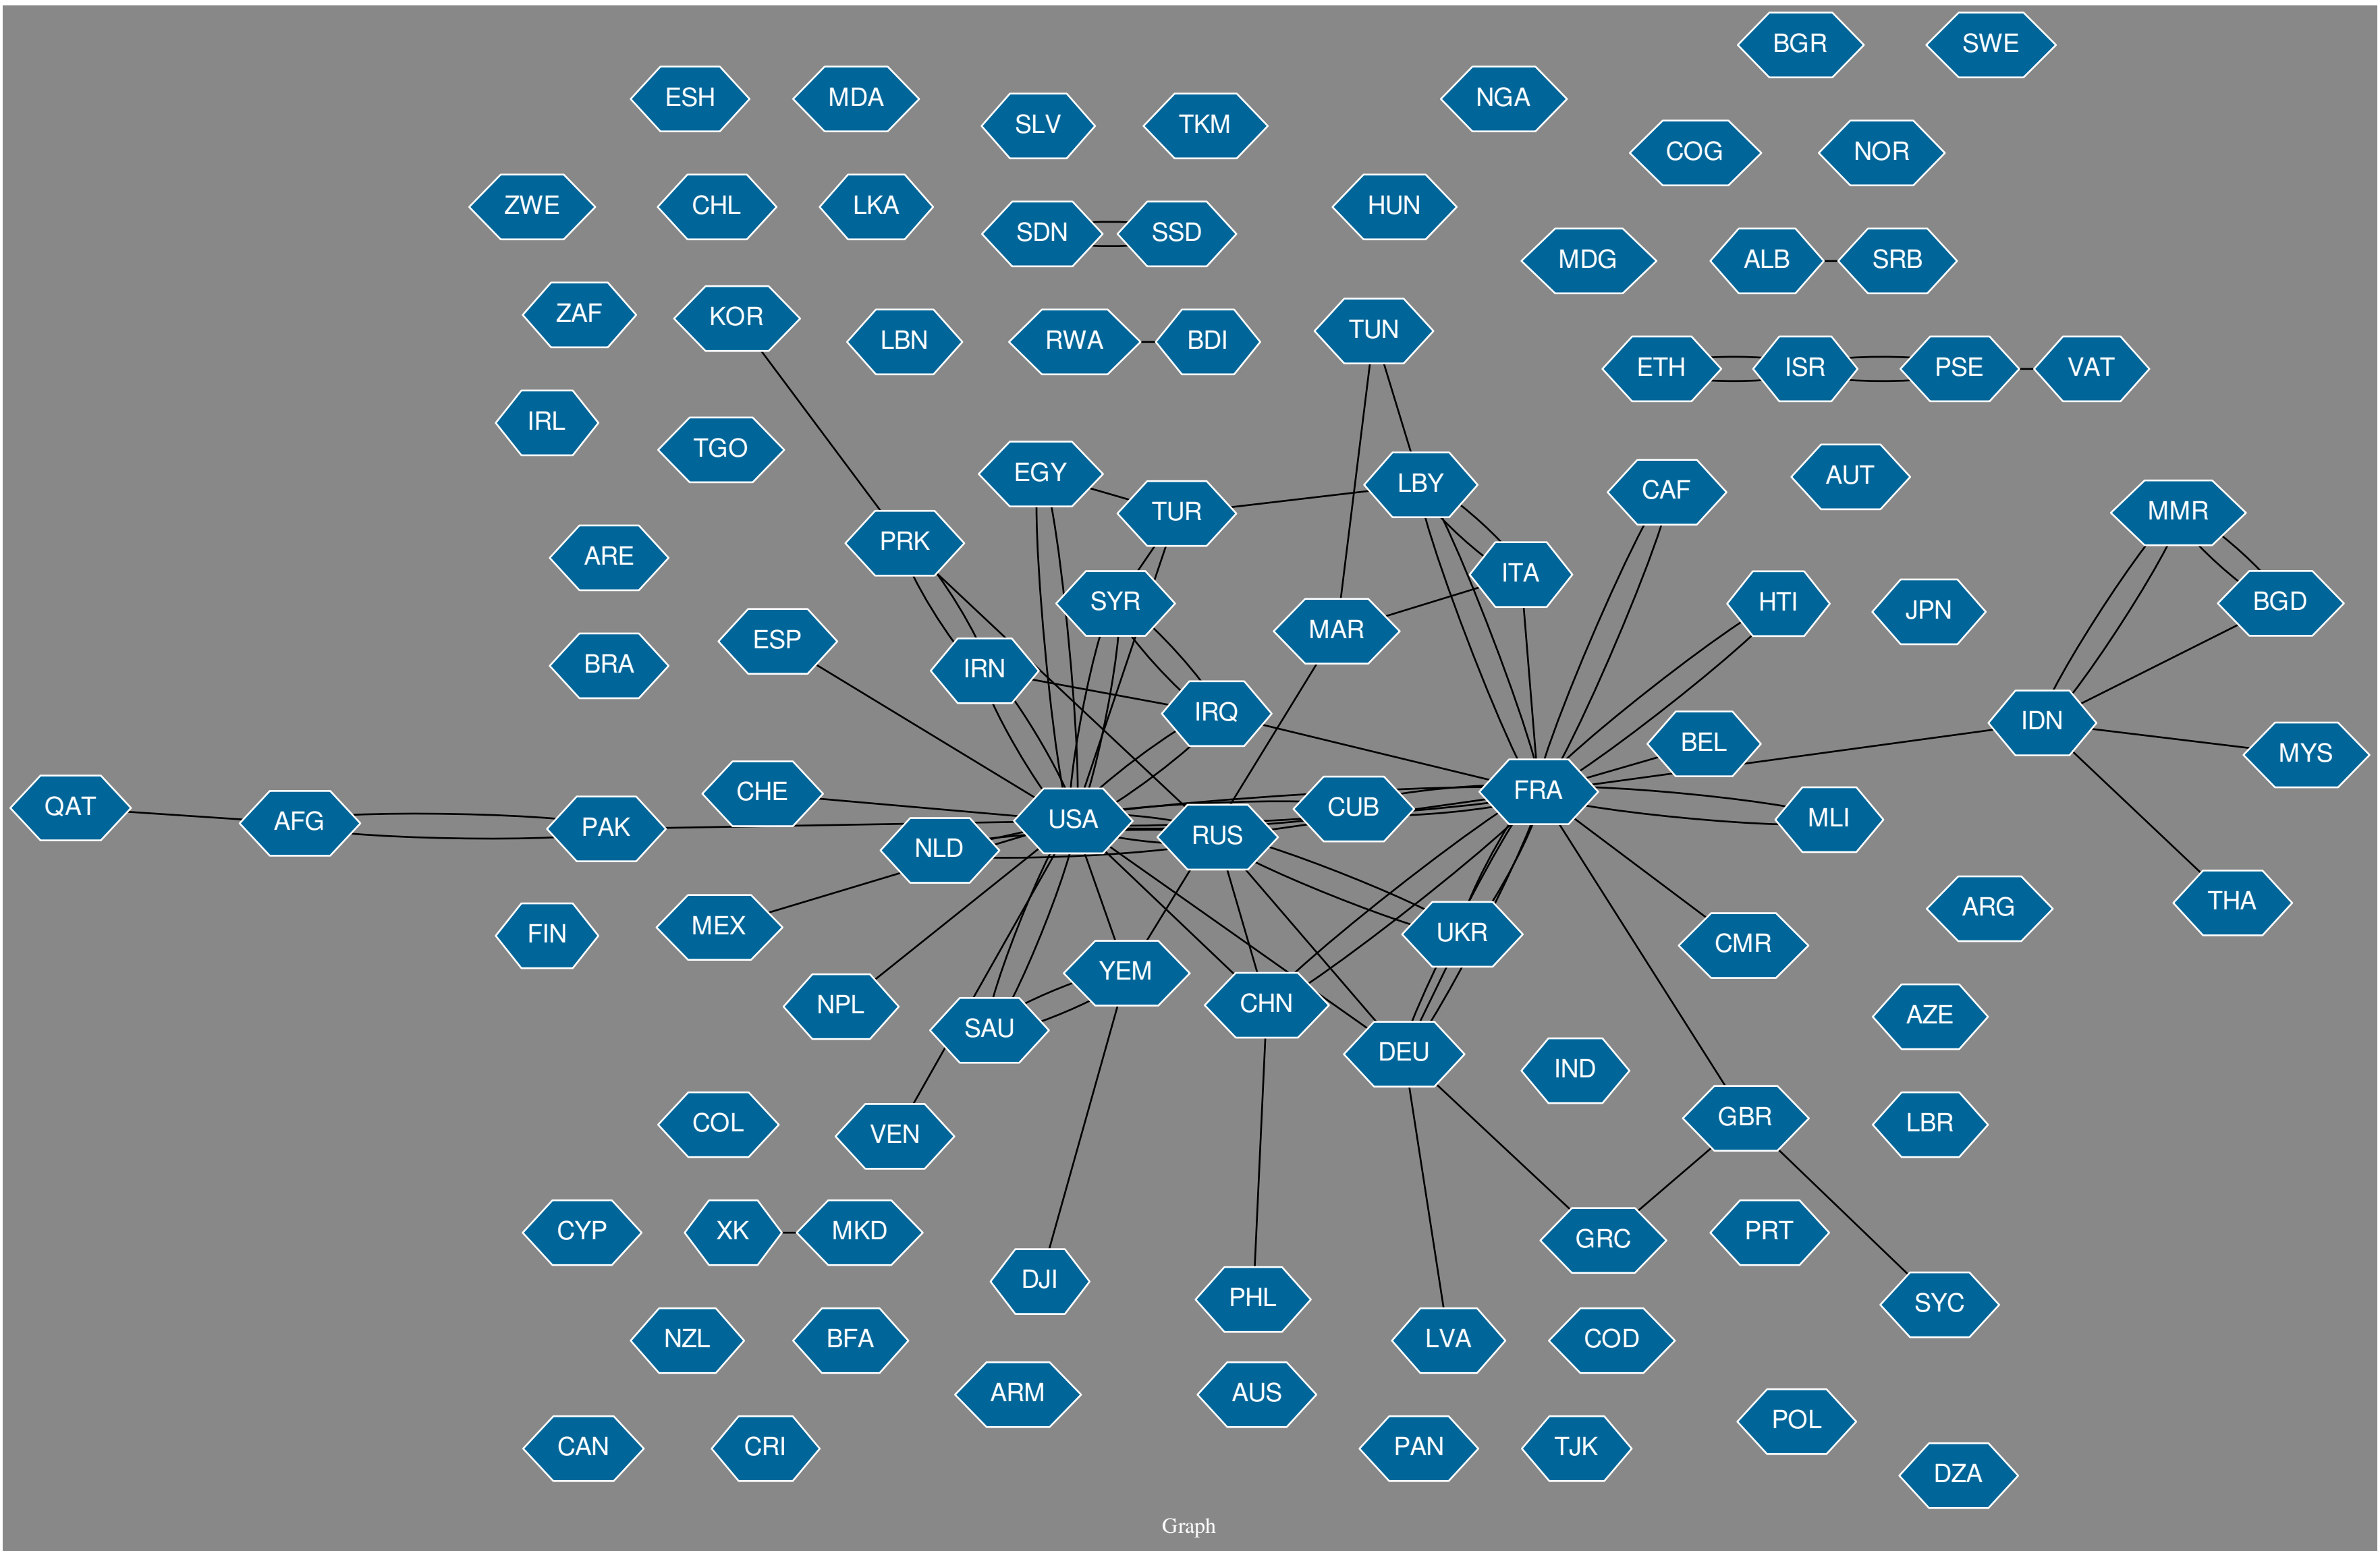 BGR
SWE
ESH
MDA
NGA
SLV
TKM
COG
NOR
ZWE
CHL
LKA
HUN
SDN
SSD
MDG
ALB
SRB
ZAF
KOR
TUN
LBN
RWA
BDI
ETH
ISR
PSE
VAT
IRL
TGO
EGY
AUT
LBY
CAF
TUR
MMR
PRK
ARE
ITA
SYR
HTI
BGD
JPN
MAR
ESP
BRA
IRN
IRQ
IDN
BEL
MYS
FRA
CHE
QAT
CUB
MLI
AFG
USA
PAK
RUS
NLD
THA
ARG
MEX
UKR
FIN
CMR
YEM
CHN
NPL
AZE
SAU
DEU
IND
GBR
COL
LBR
VEN
CYP
XK
MKD
PRT
GRC
DJI
PHL
SYC
NZL
BFA
LVA
COD
ARM
AUS
POL
CAN
CRI
PAN
TJK
DZA
Graph